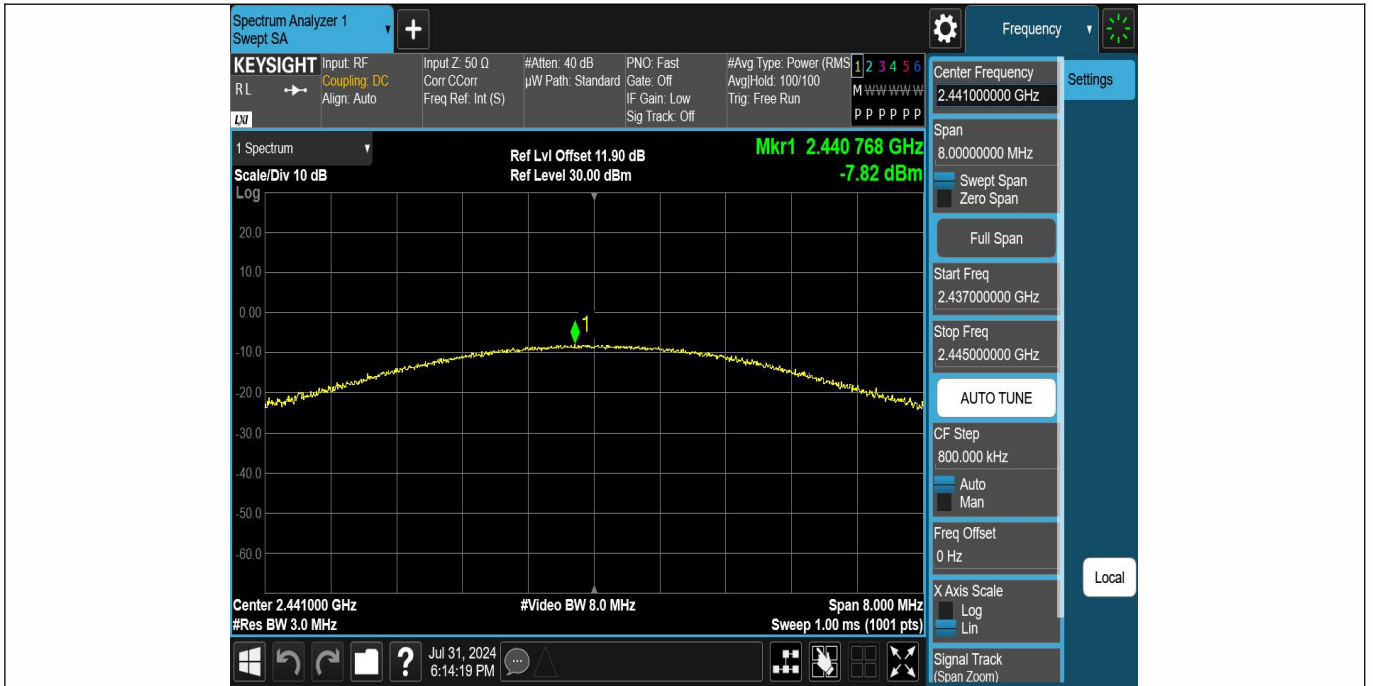 Spectrum Analyzer 1
Swept SA
+
Frequency
KEYSIGHT
RL
LXI
Input: RF
Coupling: DC
Align: Auto
Input Z: 50 Ω
Corr CCorr
Freq Ref: Int (S)
#Atten: 40 dB
µW Path: Standard
PNO: Fast
Gate: Off
IF Gain: Low
Sig Track: Off
#Avg Type: Power (RMS
Avg|Hold: 100/100
Trig: Free Run
1 2 3 4 5 6
M W W W W W
P P P P P P
1 Spectrum
Scale/Div 10 dB
Ref Lvl Offset 11.90 dB
Ref Level 30.00 dBm
Mkr1 2.440 768 GHz
-7.82 dBm
Log
20.0
10.0
0.00
-10.0
-20.0
-30.0
-40.0
-50.0
-60.0
1
Center 2.441000 GHz
#Res BW 3.0 MHz
#Video BW 8.0 MHz
Span 8.000 MHz
Sweep 1.00 ms (1001 pts)
Center Frequency
2.441000000 GHz
Settings
Span
8.00000000 MHz
Swept Span
Zero Span
Full Span
Start Freq
2.437000000 GHz
Stop Freq
2.445000000 GHz
AUTO TUNE
CF Step
800.000 kHz
Auto
Man
Freq Offset
0 Hz
X Axis Scale
Log
Lin
Local
Signal Track
(Span Zoom)
?
Jul 31, 2024
6:14:19 PM